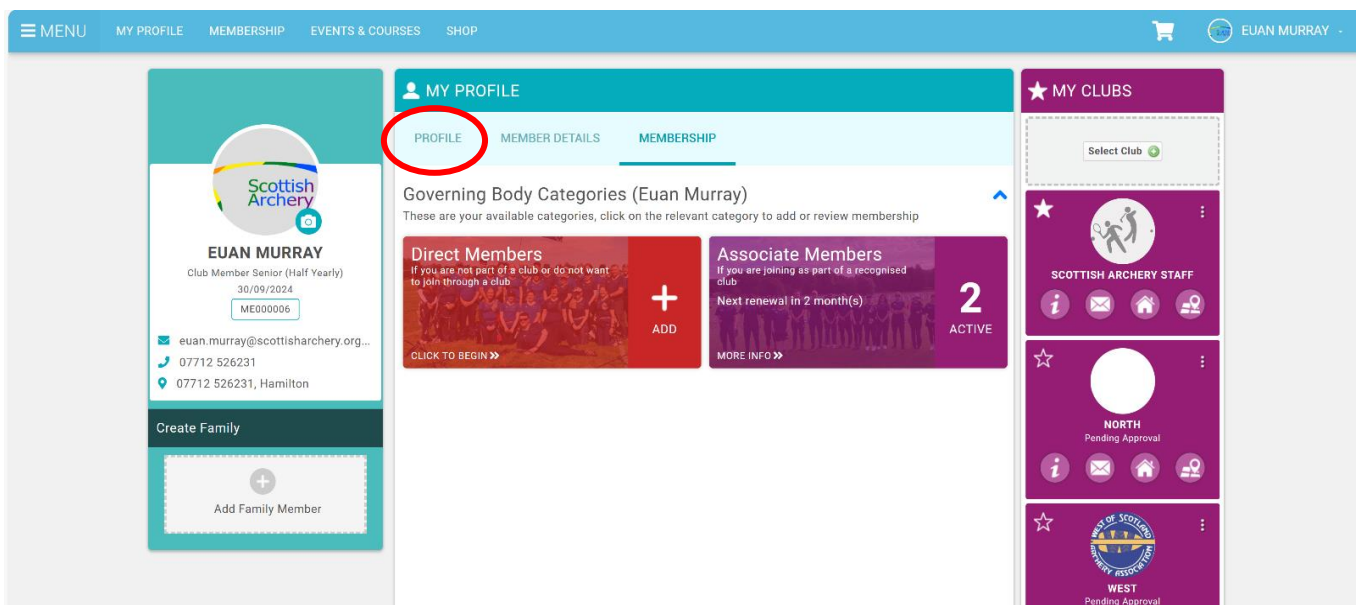 MENU MY PROFILE MEMBERSHIP EVENTS & COURSES SHOP EUAN MURRAY
Scottish
Archery
EUAN MURRAY
Club Member Senior (Half Yearly)
30/09/2024
ME000006
euan.murray@scottisharchery.org...
07712 526231
07712 526231, Hamilton
Create Family
Add Family Member
MY PROFILE
PROFILE MEMBER DETAILS MEMBERSHIP
Governing Body Categories (Euan Murray)
These are your available categories, click on the relevant category to add or review membership
Direct Members
If you are not part of a club or do not want
to join through a club
ADD
CLICK TO BEGIN
Associate Members
If you are joining as part of a recognised
club
Next renewal in 2 month(s)
2
ACTIVE
MORE INFO
MY CLUBS
Select Club
SCOTTISH ARCHERY STAFF
NORTH
Pending Approval
WEST OF SCOTLAND
ARCHERY ASSOCIATION
WEST
Pending Approval